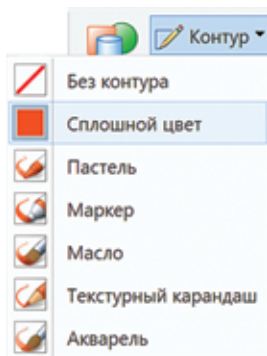 Контур
Без контура
Сплошной цвет
Пастель
Маркер
Масло
Текстурный карандаш
Акварель